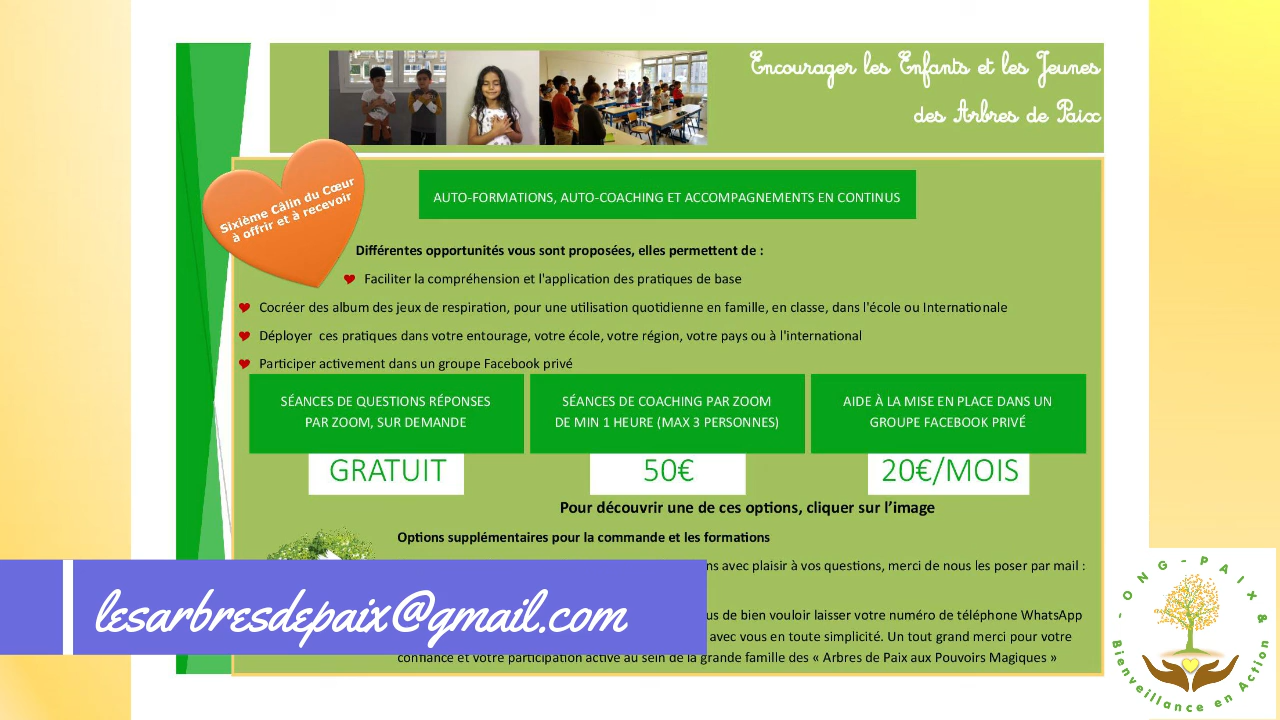 Encourager les Enfants et les Jeunes
des Arbres de Paix
Sixième Câlin du Cœur
à offrir et à recevoir
AUTO-FORMATIONS, AUTO-COACHING ET ACCOMPAGNEMENTS EN CONTINUS
Différentes opportunités vous sont proposées, elles permettent de :
Faciliter la compréhension et l'application des pratiques de base
Cocréer des album des jeux de respiration, pour une utilisation quotidienne en famille, en classe, dans l'école ou Internationale
Déployer ces pratiques dans votre entourage, votre école, votre région, votre pays ou à l'international
Participer activement dans un groupe Facebook privé
SÉANCES DE QUESTIONS RÉPONSES
PAR ZOOM, SUR DEMANDE
GRATUIT
SÉANCES DE COACHING PAR ZOOM
DE MIN 1 HEURE (MAX 3 PERSONNES)
50€
AIDE À LA MISE EN PLACE DANS UN
GROUPE FACEBOOK PRIVÉ
20€/MOIS
Pour découvrir une de ces options, cliquer sur l'image
Options supplémentaires pour la commande et les formations
avec plaisir à vos questions, merci de nous les poser par mail :
de bien vouloir laisser votre numéro de téléphone WhatsApp
avec vous en toute simplicité. Un tout grand merci pour votre
confiance et votre participation active au sein de la grande famille des « Arbres de Paix aux Pouvoirs Magiques »
lesarbresdepaix@gmail.com
- ONG - PAIX &
Bienveillance en Action